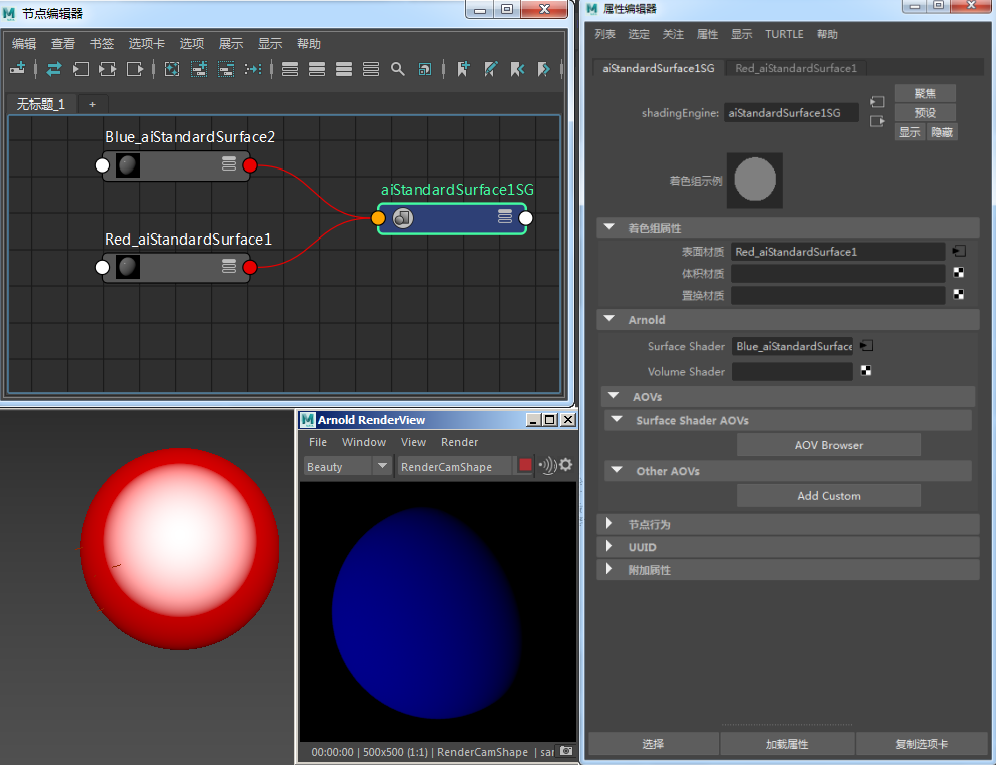 节点编辑器
编辑 查看 书签 选项卡 选项 展示 显示 帮助
无标题_1 +
Blue_aiStandardSurface2
aiStandardSurface1SG
Red_aiStandardSurface1
Arnold RenderView
File Window View Render
Beauty RenderCamShape
00:00:00 | 500x500 (1:1) | RenderCamShape | sar
属性编辑器
列表 选定 关注 属性 显示 TURTLE 帮助
aiStandardSurface1SG Red_aiStandardSurface1
聚焦
shadingEngine: aiStandardSurface1SG 预设
显示 隐藏
着色组示例
着色组属性
表面材质 Red_aiStandardSurface1
体积材质
置换材质
Arnold
Surface Shader Blue_aiStandardSurface
Volume Shader
AOVs
Surface Shader AOVs
AOV Browser
Other AOVs
Add Custom
节点行为
UUID
附加属性
选择 加载属性 复制选项卡